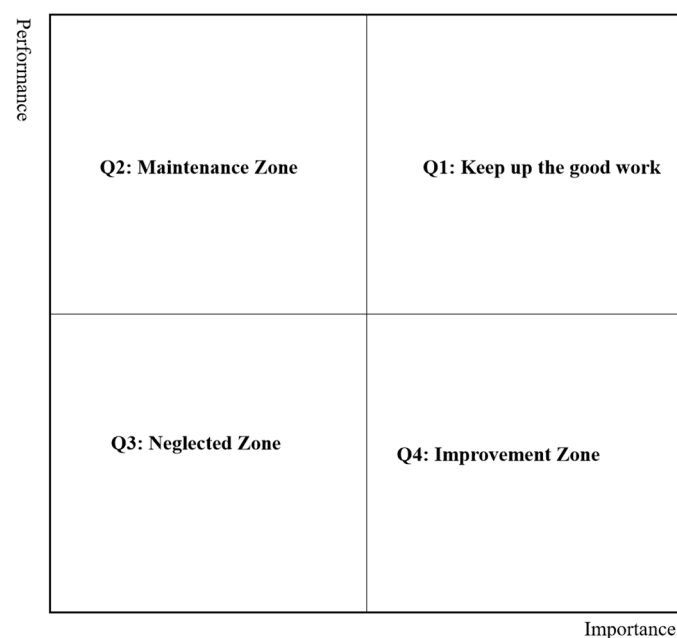 Performance
Q2: Maintenance Zone
Q1: Keep up the good work
Q3: Neglected Zone
Q4: Improvement Zone
Importance